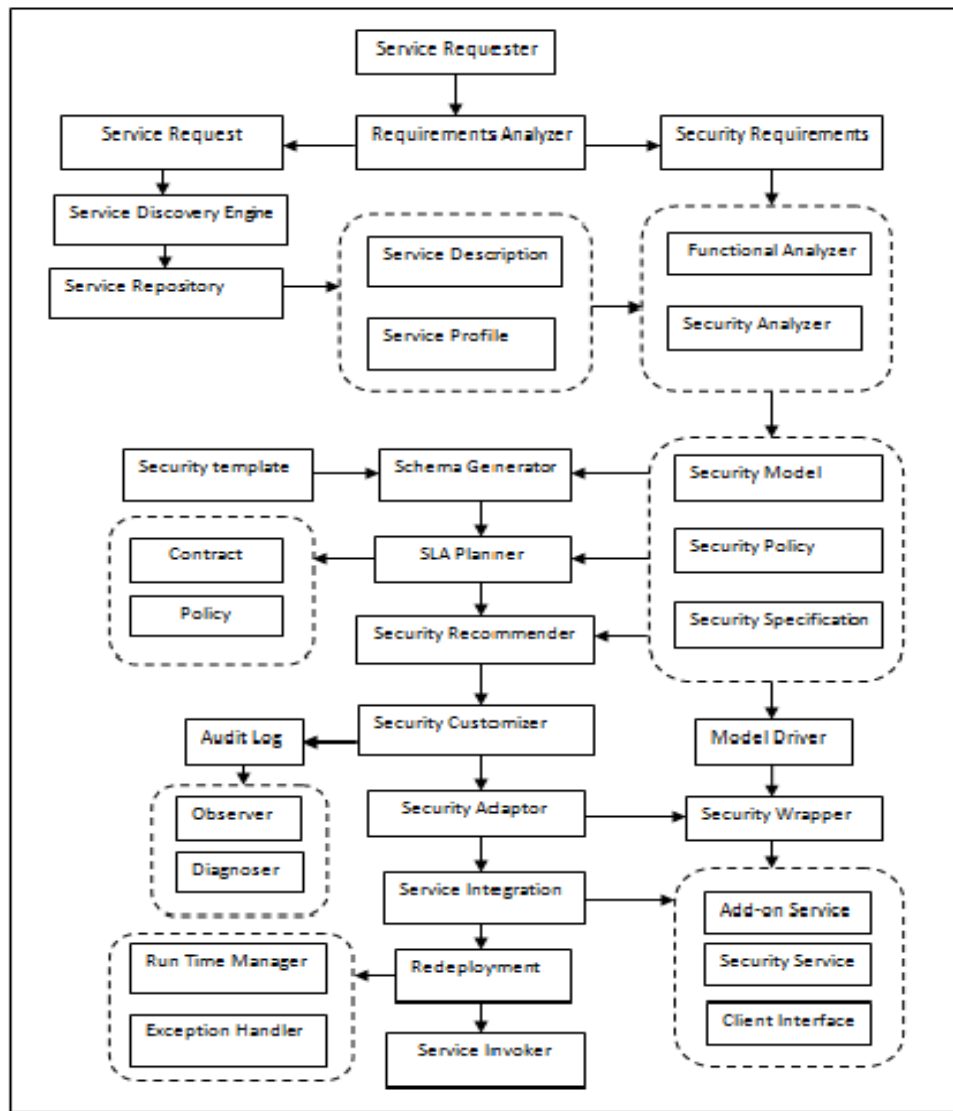 Service Requester
Service Request
Requirements Analyzer
Security Requirements
Service Discovery Engine
Service Repository
Service Description
Service Profile
Functional Analyzer
Security Analyzer
Security template
Schema Generator
Security Model
Contract
Policy
SLA Planner
Security Policy
Security Recommender
Security Specification
Audit Log
Security Customizer
Model Driver
Observer
Diagnoser
Security Adaptor
Security Wrapper
Service Integration
Add-on Service
Security Service
Client Interface
Run Time Manager
Exception Handler
Redeployment
Service Invoker